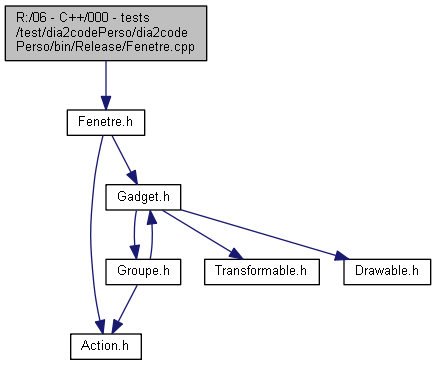 R:/06 - C++/000 - tests
/test/dia2codePerso/dia2code
Perso/bin/Release/Fenetre.cpp
Fenetre.h
Gadget.h
Groupe.h
Transformable.h
Drawable.h
Action.h